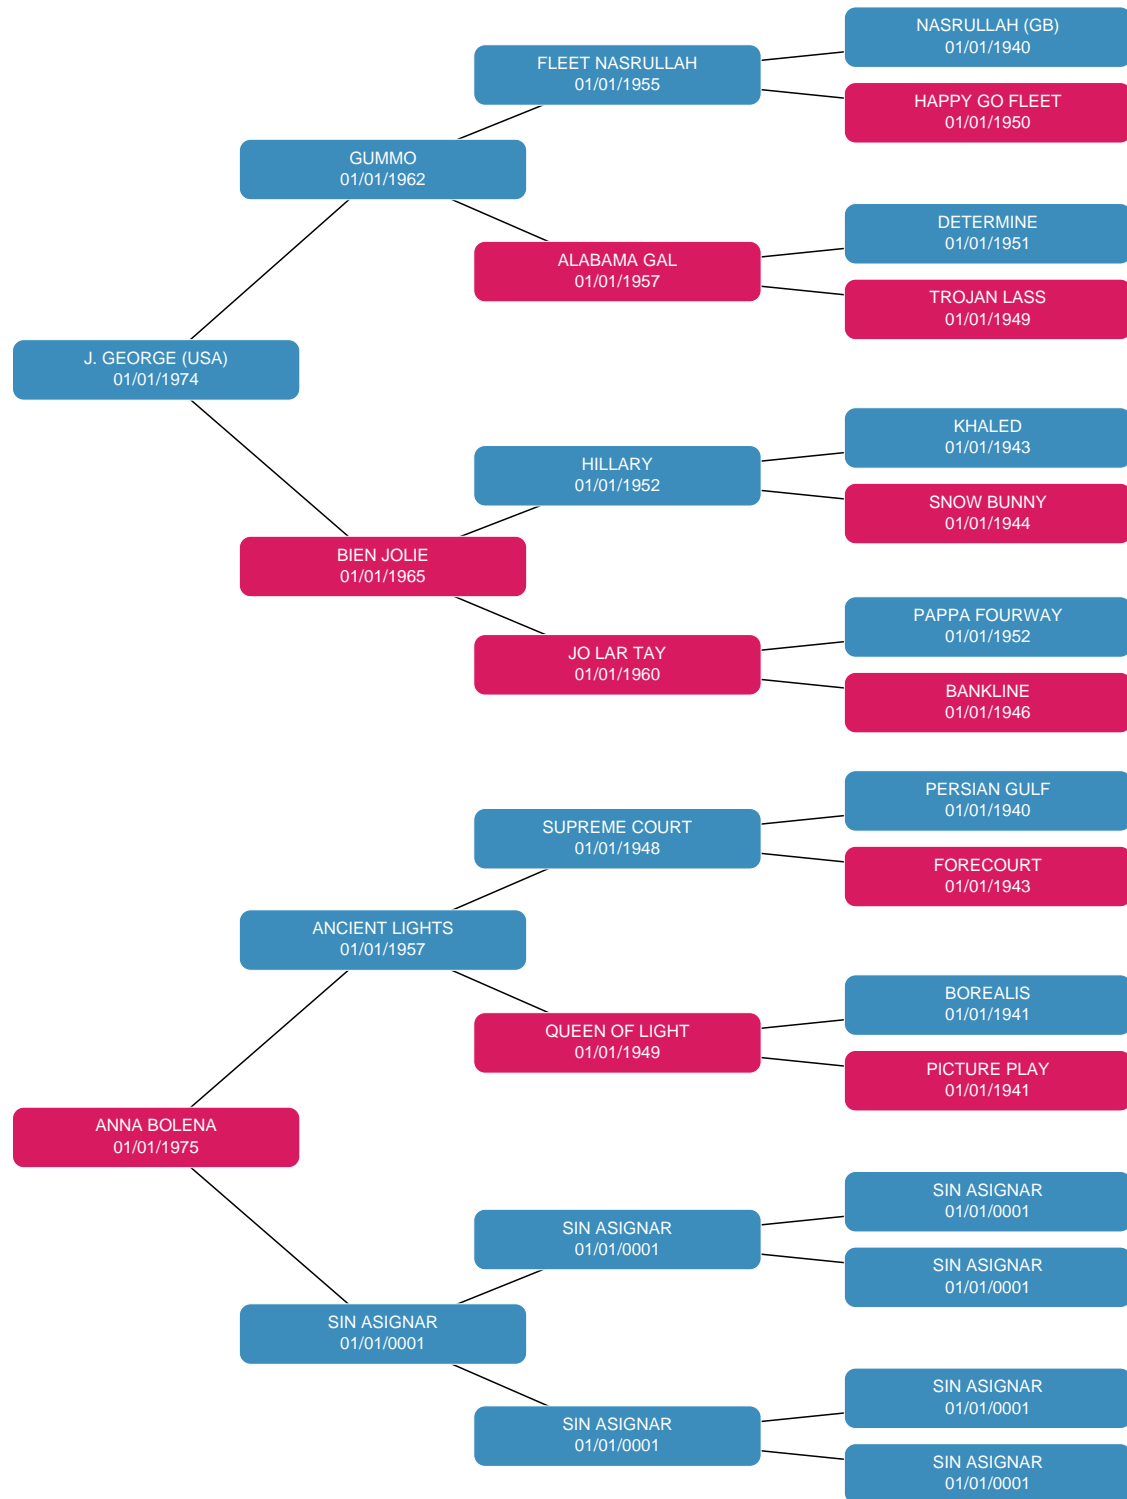 NASRULLAH (GB)
01/01/1940
FLEET NASRULLAH
01/01/1955
HAPPY GO FLEET
01/01/1950
GUMMO
01/01/1962
DETERMINE
01/01/1951
ALABAMA GAL
01/01/1957
TROJAN LASS
01/01/1949
J. GEORGE (USA)
01/01/1974
KHALED
01/01/1943
HILLARY
01/01/1952
SNOW BUNNY
01/01/1944
BIEN JOLIE
01/01/1965
PAPPA FOURWAY
01/01/1952
JO LAR TAY
01/01/1960
BANKLINE
01/01/1946
PERSIAN GULF
01/01/1940
SUPREME COURT
01/01/1948
FORECOURT
01/01/1943
ANCIENT LIGHTS
01/01/1957
BOREALIS
01/01/1941
QUEEN OF LIGHT
01/01/1949
PICTURE PLAY
01/01/1941
ANNA BOLENA
01/01/1975
SIN ASIGNAR
01/01/0001
SIN ASIGNAR
01/01/0001
SIN ASIGNAR
01/01/0001
SIN ASIGNAR
01/01/0001
SIN ASIGNAR
01/01/0001
SIN ASIGNAR
01/01/0001
SIN ASIGNAR
01/01/0001